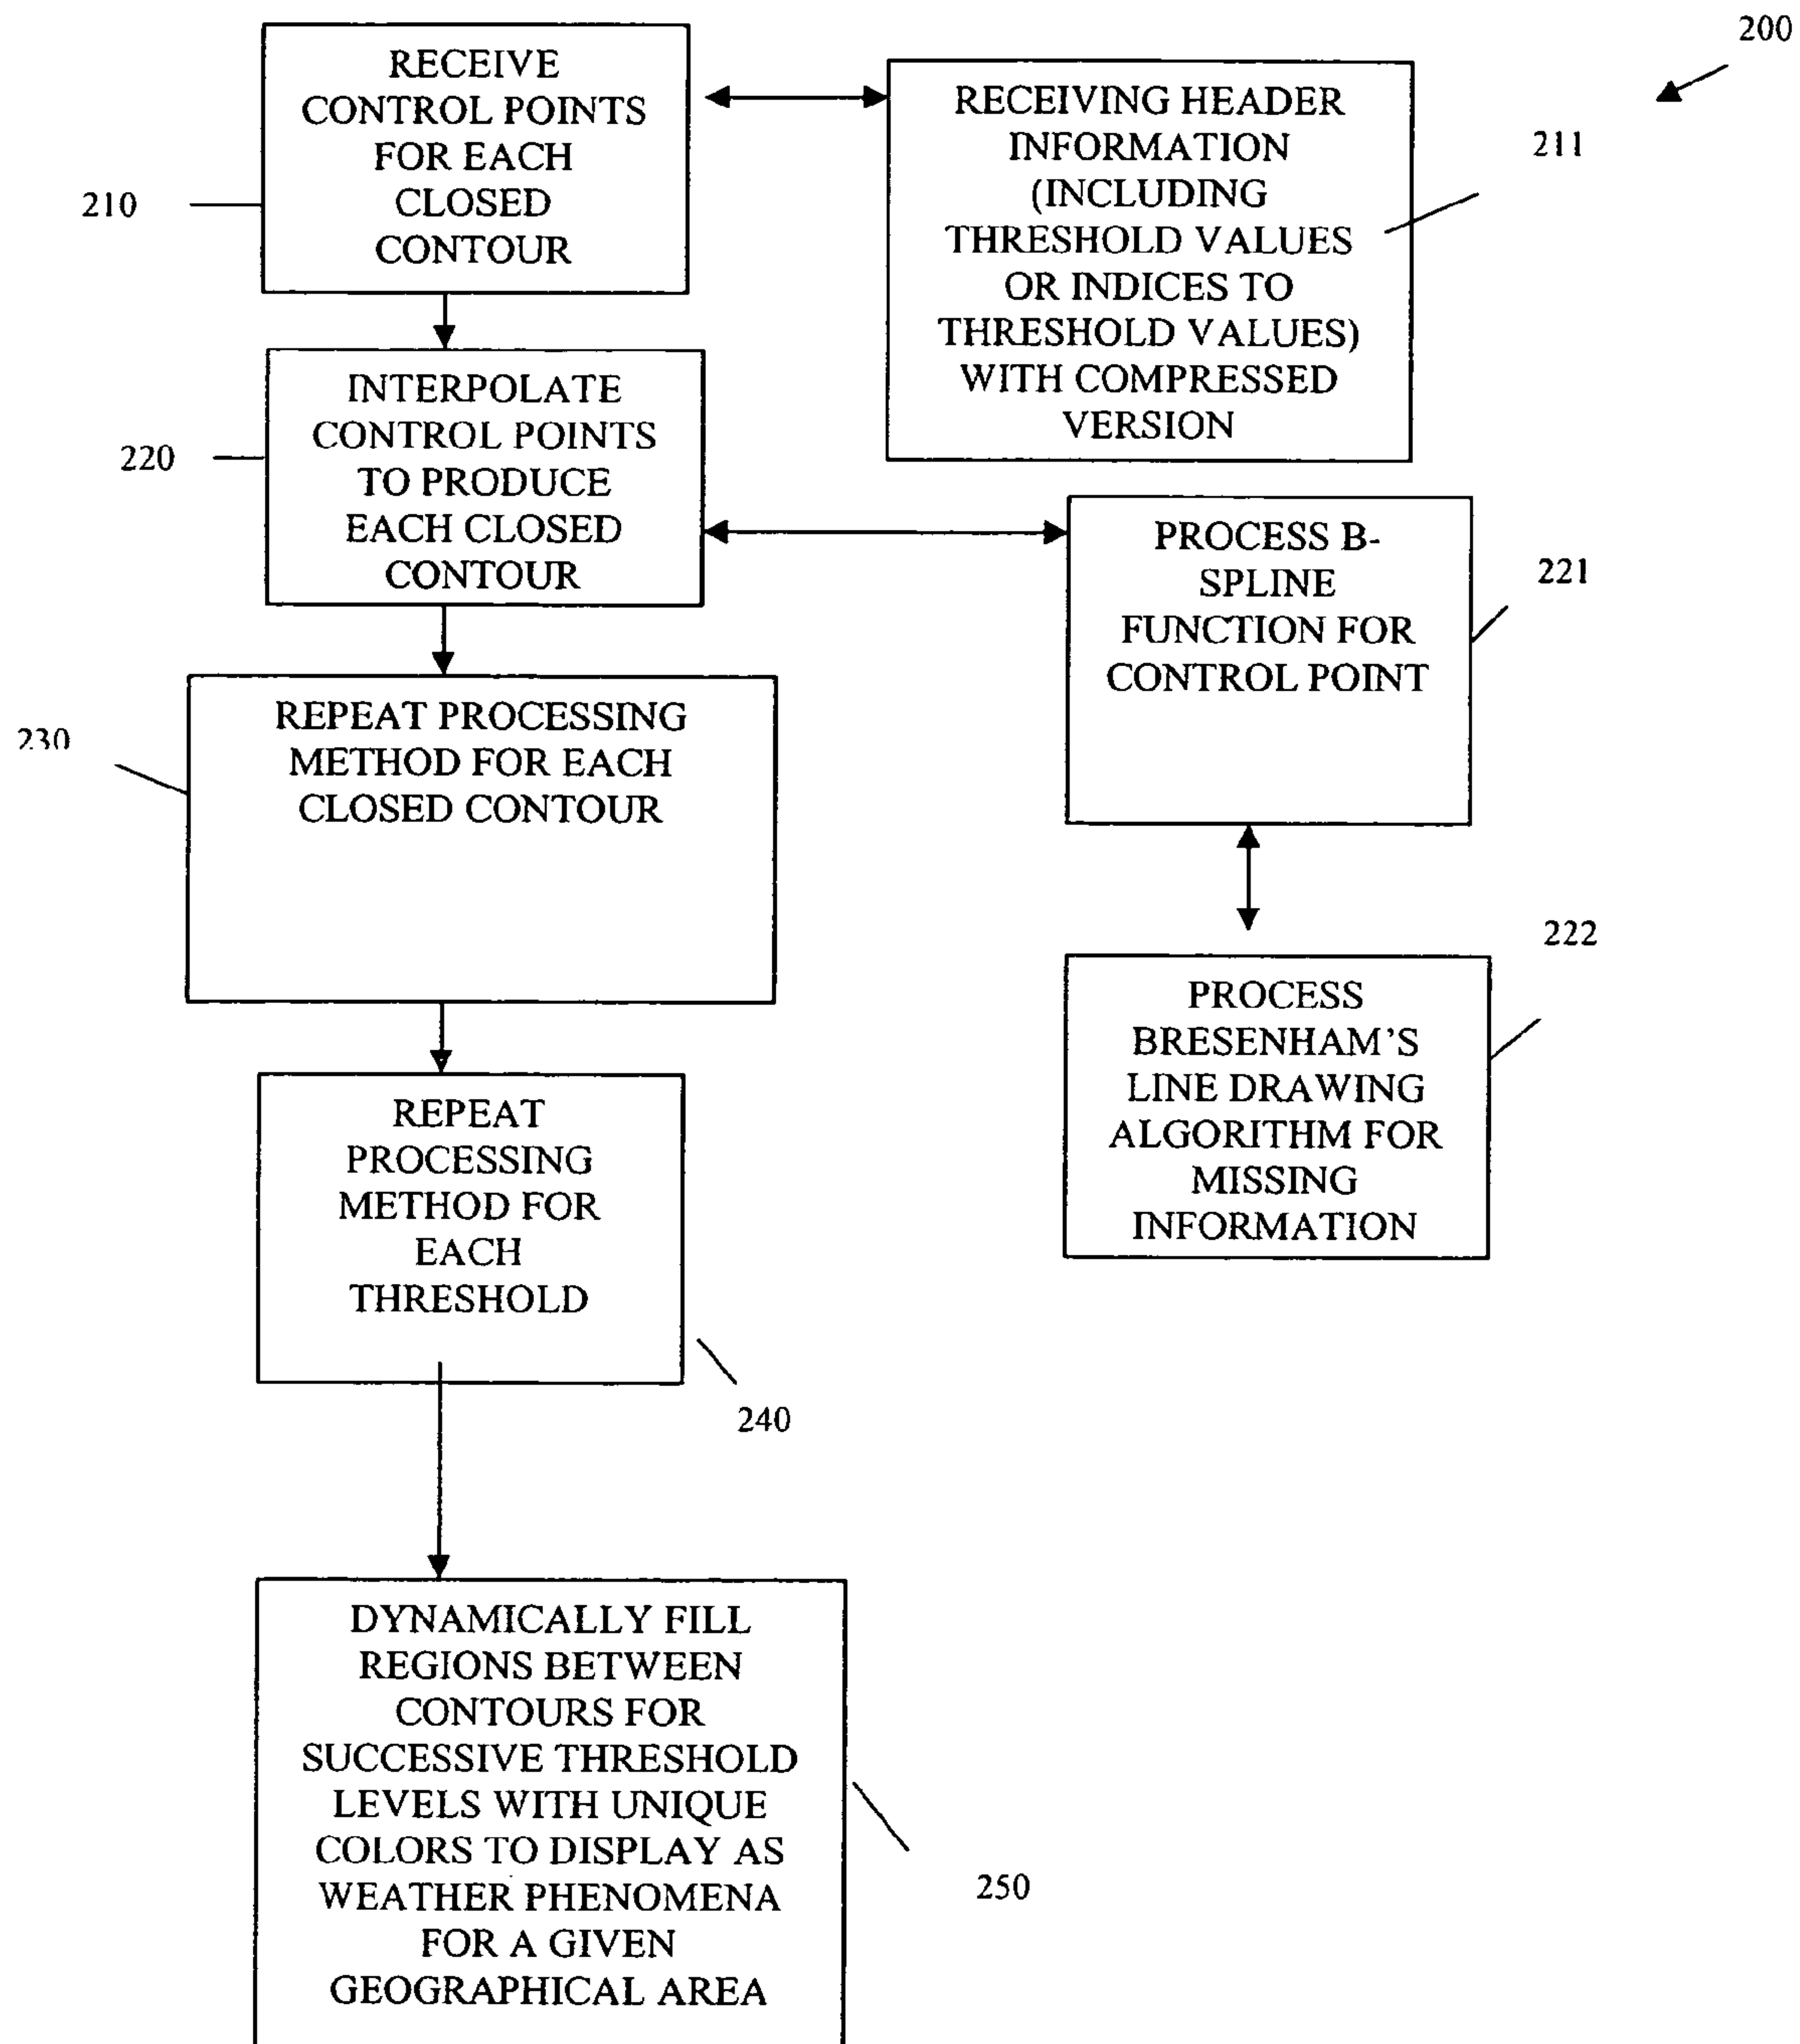 200
RECEIVE
CONTROL POINTS
FOR EACH
CLOSED
CONTOUR
210
RECEIVING HEADER
INFORMATION
(INCLUDING
THRESHOLD VALUES
OR INDICES TO
THRESHOLD VALUES)
WITH COMPRESSED
VERSION
211
INTERPOLATE
CONTROL POINTS
TO PRODUCE
EACH CLOSED
CONTOUR
220
PROCESS B-
SPLINE
FUNCTION FOR
CONTROL POINT
221
REPEAT PROCESSING
METHOD FOR EACH
CLOSED CONTOUR
230
PROCESS
BRESENHAM'S
LINE DRAWING
ALGORITHM FOR
MISSING
INFORMATION
222
REPEAT
PROCESSING
METHOD FOR
EACH
THRESHOLD
240
DYNAMICALLY FILL
REGIONS BETWEEN
CONTOURS FOR
SUCCESSIVE THRESHOLD
LEVELS WITH UNIQUE
COLORS TO DISPLAY AS
WEATHER PHENOMENA
FOR A GIVEN
GEOGRAPHICAL AREA
250